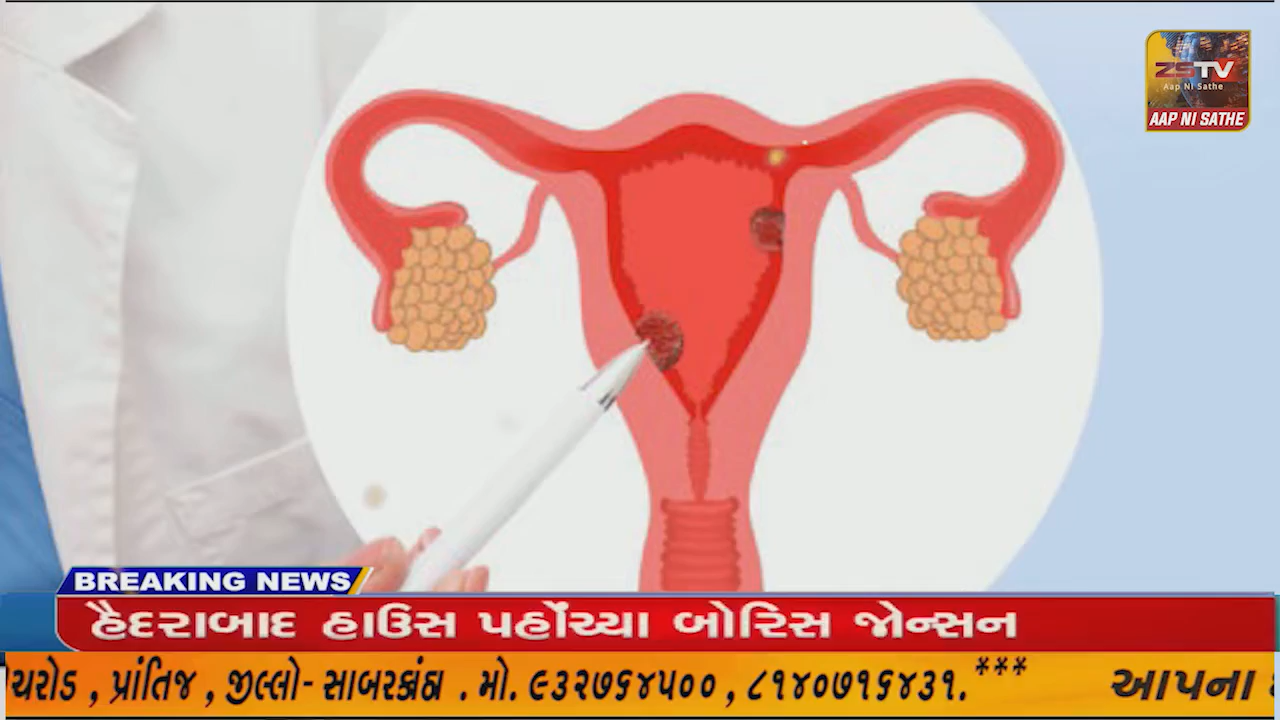 ZSTV
Aap Ni Sathe
AAP NI SATHE
BREAKING NEWS
હૈદરાબાદ હાઉસ પહોંચ્યા બોરિસ જોન્સન
ચરોડ , પ્રાંતિજ , જીલ્લો- સાબરકાંઠા . મો. ૯૩૨૭૬૪૫૦૦ , ૮૧૪૦૭૧૬૪૩૧.*** આપના